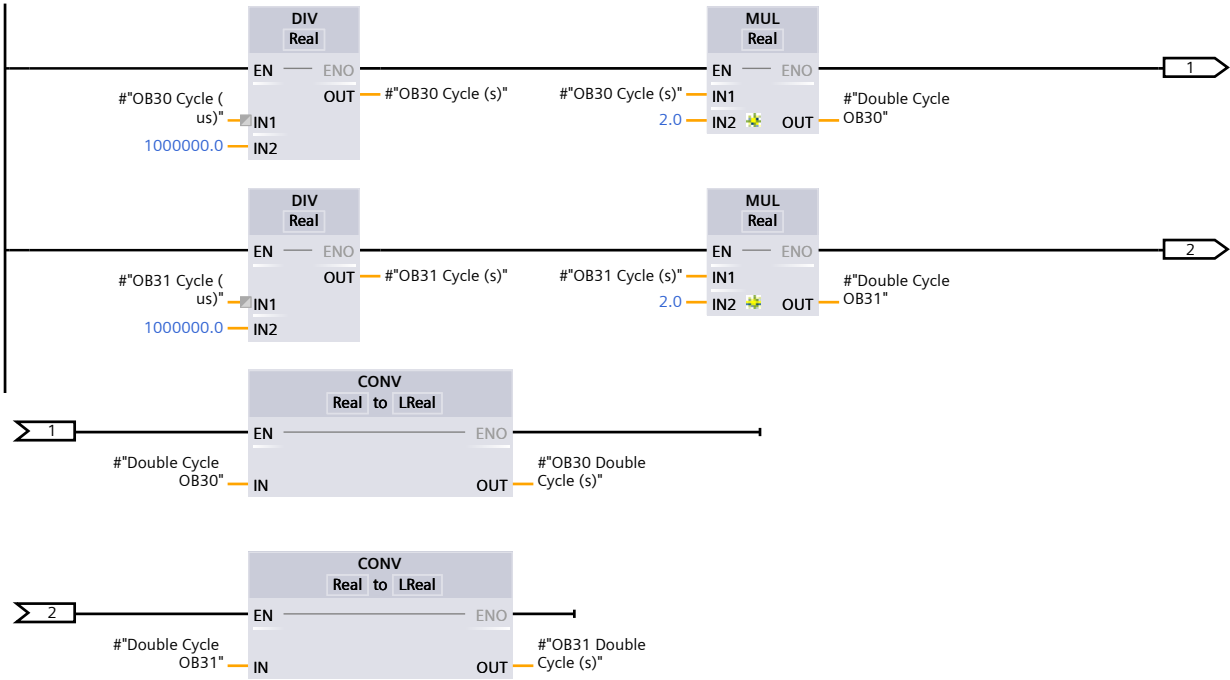 DIV
Real
MUL
Real
EN ENO
EN ENO
1
#"OB30 Cycle (
us)"
OUT
#"OB30 Cycle (s)"
#"OB30 Cycle (s)"
IN1
#"Double Cycle
OB30"
IN1
2.0
IN2
OUT
1000000.0
IN2
DIV
Real
MUL
Real
EN ENO
EN ENO
2
#"OB31 Cycle (
us)"
OUT
#"OB31 Cycle (s)"
#"OB31 Cycle (s)"
IN1
#"Double Cycle
OB31"
IN1
2.0
IN2
OUT
1000000.0
IN2
CONV
Real to LReal
1
EN ENO
#"Double Cycle
OB30"
IN
OUT
#"OB30 Double
Cycle (s)"
CONV
Real to LReal
2
EN ENO
#"Double Cycle
OB31"
IN
OUT
#"OB31 Double
Cycle (s)"